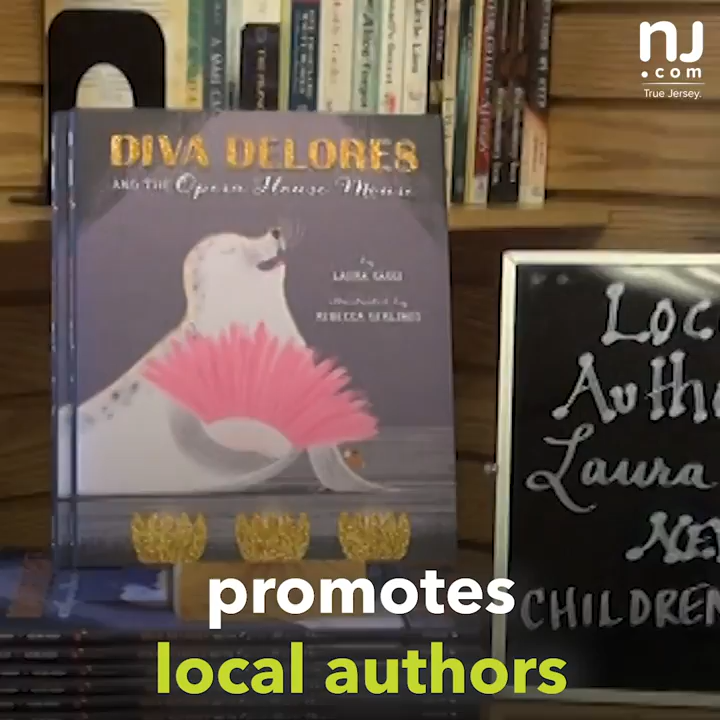 nj
.com
True Jersey.
DIVA DELORES
AND THE Opera House Mouse
by
LAURA SASSI
illustrated by
REBECCA GERLINGS
Loc
Autho
Laura
NE
CHILDREN
promotes
local authors